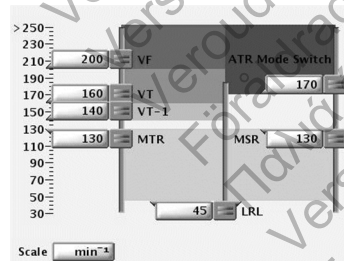 >250
230
210
200 VF
ATR Mode Switch
190
170
170
160 VT
150
140 VT-1
130
130 MTR
MSR 130
110
90
70
50
45 LRL
30
Scale min⁻¹
Föråldrad